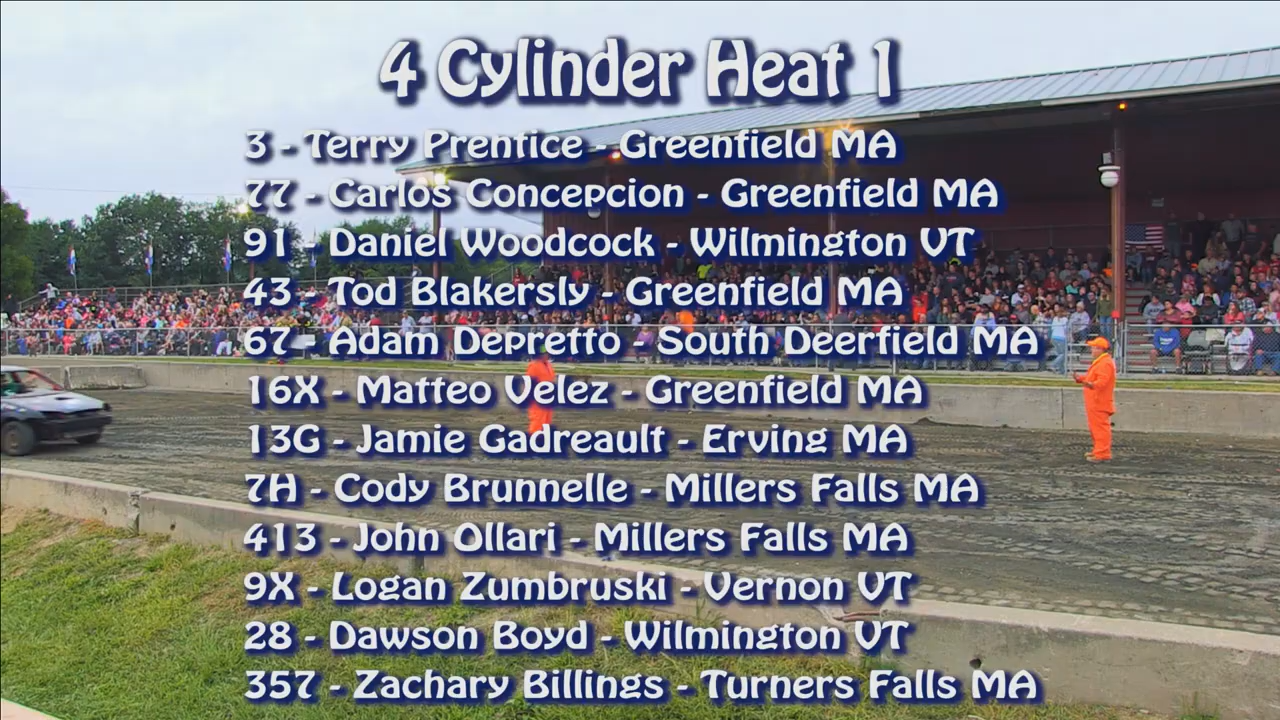 4 Cylinder Heat 1
3 - Terry Prentice - Greenfield MA
77 - Carlos Concepcion - Greenfield MA
91 - Daniel Woodcock - Wilmington VT
43 - Tod Blakersly - Greenfield MA
67 - Adam Depretto - South Deerfield MA
16X - Matteo Velez - Greenfield MA
13G - Jamie Gadreault - Erving MA
7H - Cody Brunnelle - Millers Falls MA
413 - John Ollari - Millers Falls MA
9X - Logan Zumbruski - Vernon VT
28 - Dawson Boyd - Wilmington VT
357 - Zachary Billings - Turners Falls MA